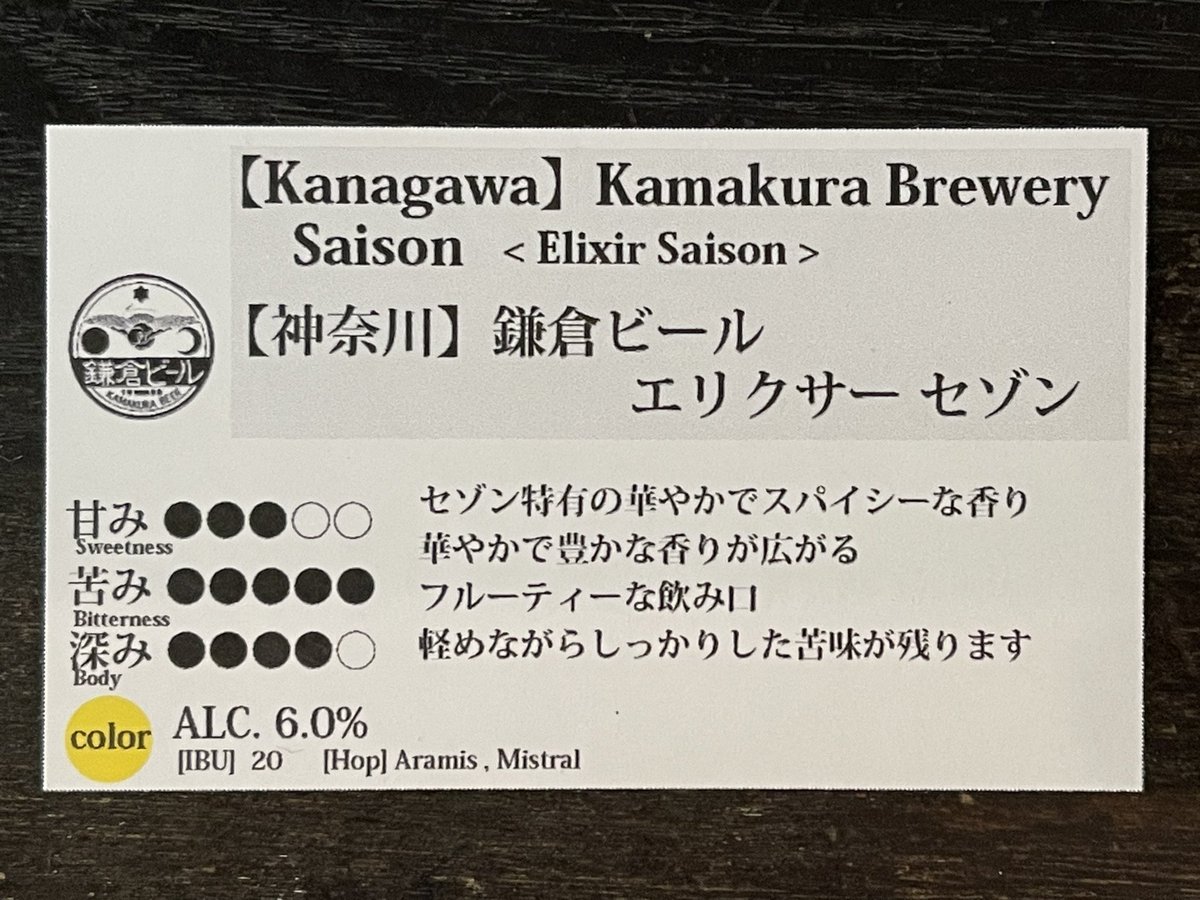 【Kanagawa】Kamakura Brewery
Saison < Elixir Saison >
【神奈川】鎌倉ビール
エリクサー セゾン
鎌倉ビール
KAMAKURA BEER
甘み
Sweetness
苦み
Bitterness
深み
Body
セゾン特有の華やかでスパイシーな香り
華やかで豊かな香りが広がる
フルーティーな飲み口
軽めながらしっかりした苦味が残ります
color
ALC. 6.0%
[IBU] 20 [Hop] Aramis , Mistral